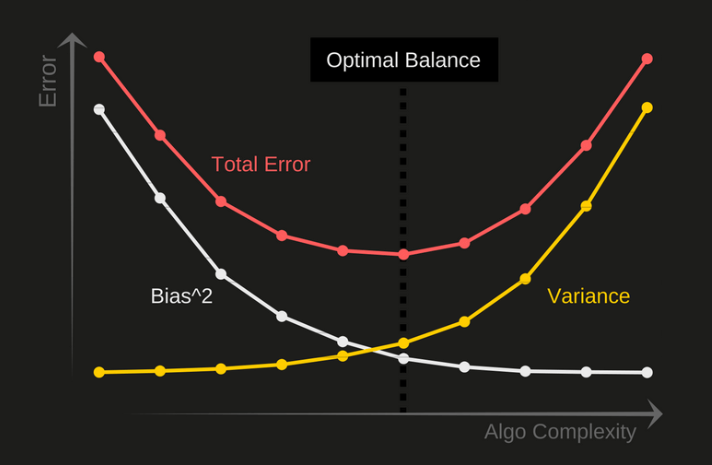 Optimal Balance
Error
Total Error
Bias^2
Variance
Algo Complexity